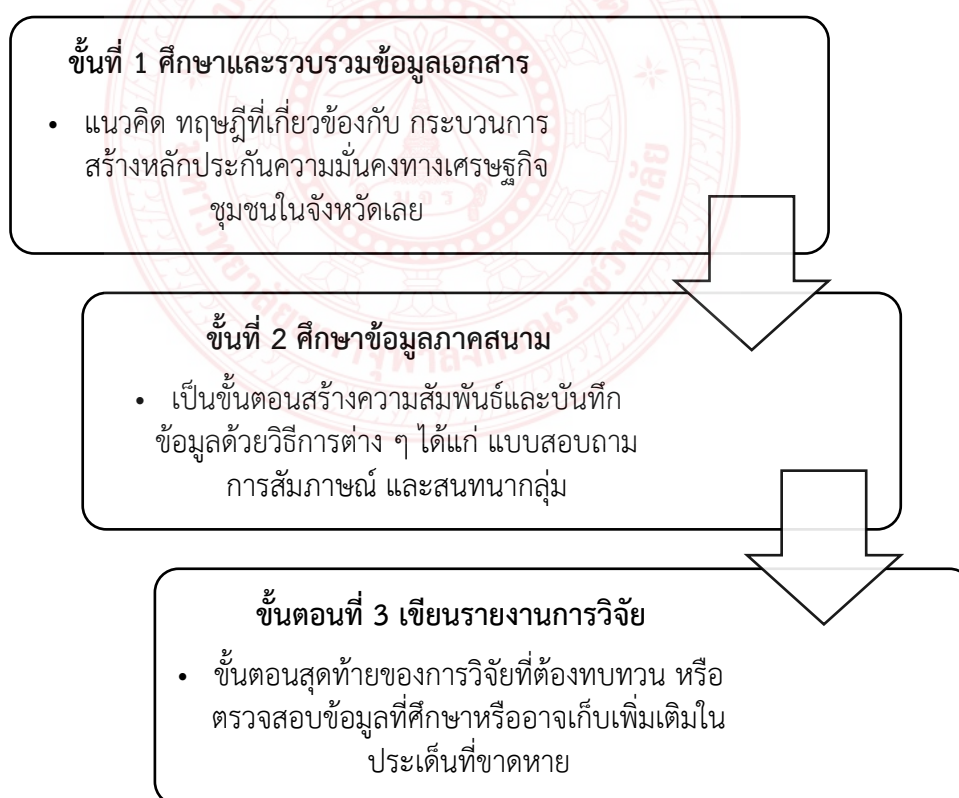 ขั้นที่ 1 ศึกษาและรวบรวมข้อมูลเอกสาร
• แนวคิด ทฤษฎีที่เกี่ยวข้องกับ กระบวนการ
สร้างหลักประกันความมั่นคงทางเศรษฐกิจ
ชุมชนในจังหวัดเลย
ขั้นที่ 2 ศึกษาข้อมูลภาคสนาม
• เป็นขั้นตอนสร้างความสัมพันธ์และบันทึก
ข้อมูลด้วยวิธีการต่าง ๆ ได้แก่ แบบสอบถาม
การสัมภาษณ์ และสนทนากลุ่ม
ขั้นตอนที่ 3 เขียนรายงานการวิจัย
• ขั้นตอนสุดท้ายของการวิจัยที่ต้องทบทวน หรือ
ตรวจสอบข้อมูลที่ศึกษาหรืออาจเก็บเพิ่มเติมใน
ประเด็นที่ขาดหาย